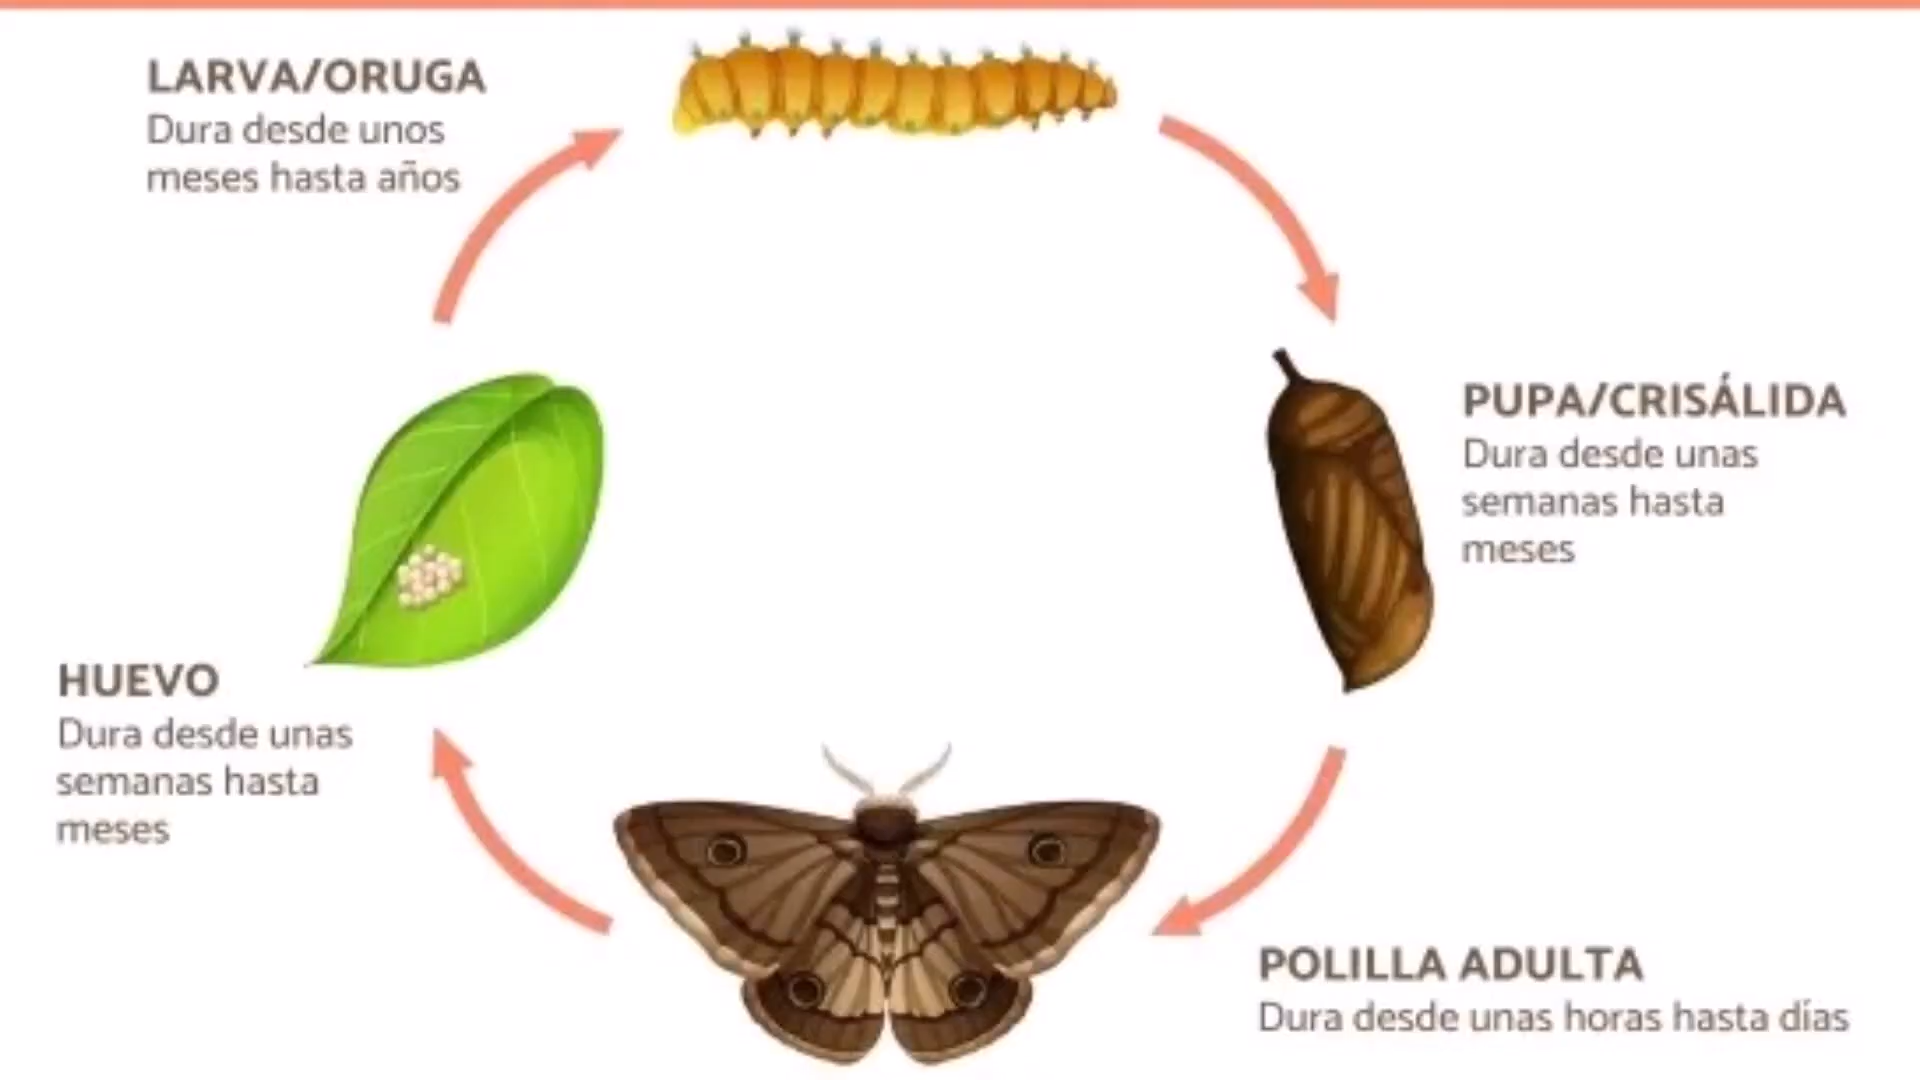 LARVA/ORUGA
Dura desde unos
meses hasta años
PUPA/CRISÁLIDA
Dura desde unas
semanas hasta
meses
HUEVO
Dura desde unas
semanas hasta
meses
POLILLA ADULTA
Dura desde unas horas hasta días